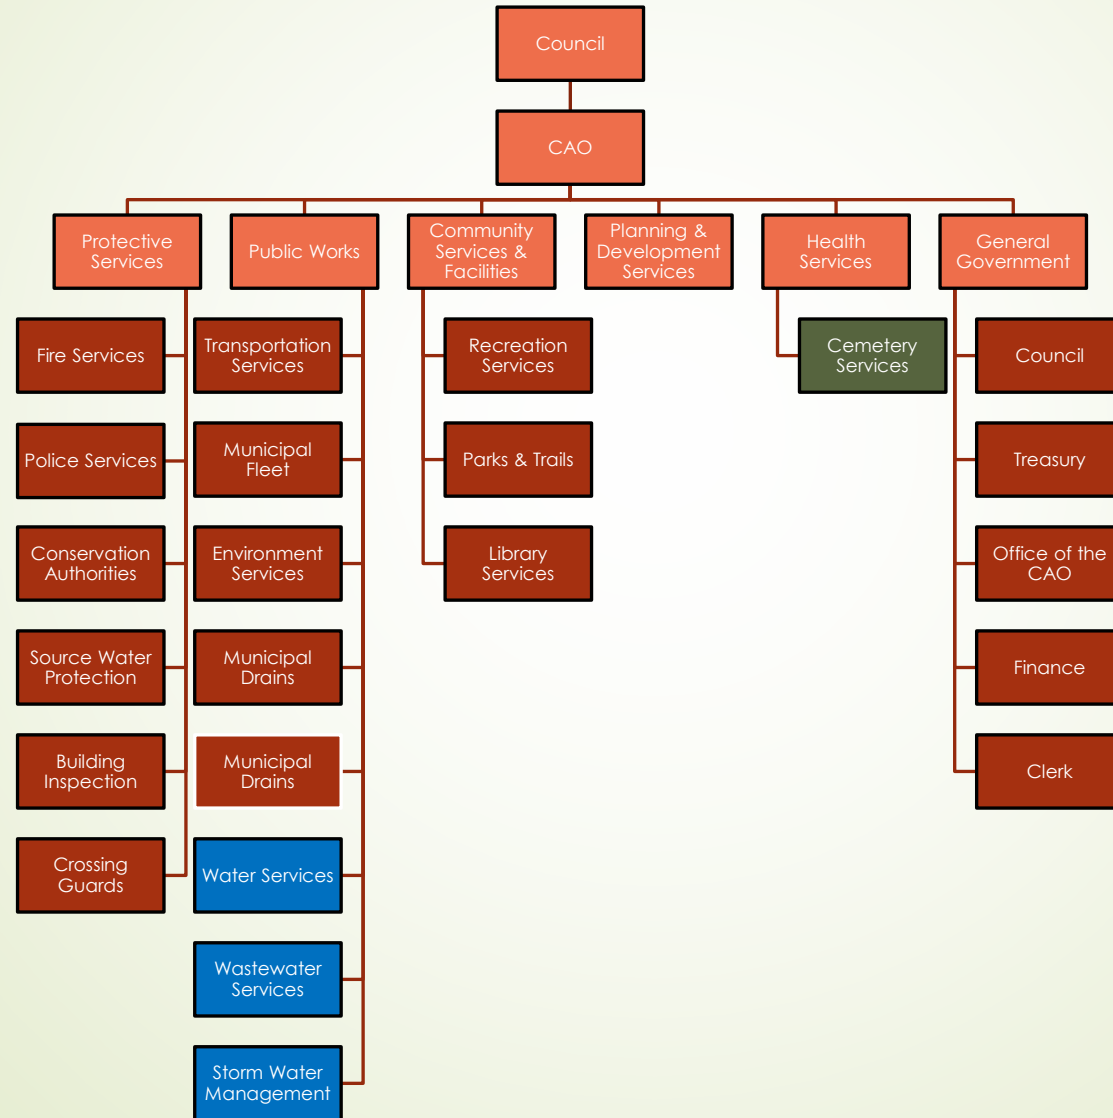 Council
CAO
Protective
Services
Public Works
Community
Services &
Facilities
Planning &
Development
Services
Health
Services
General
Government
Fire Services
Police Services
Conservation
Authorities
Source Water
Protection
Building
Inspection
Crossing
Guards
Transportation
Services
Municipal
Fleet
Environment
Services
Municipal
Drains
Municipal
Drains
Water Services
Wastewater
Services
Storm Water
Management
Recreation
Services
Parks & Trails
Library
Services
Cemetery
Services
Council
Treasury
Office of the
CAO
Finance
Clerk